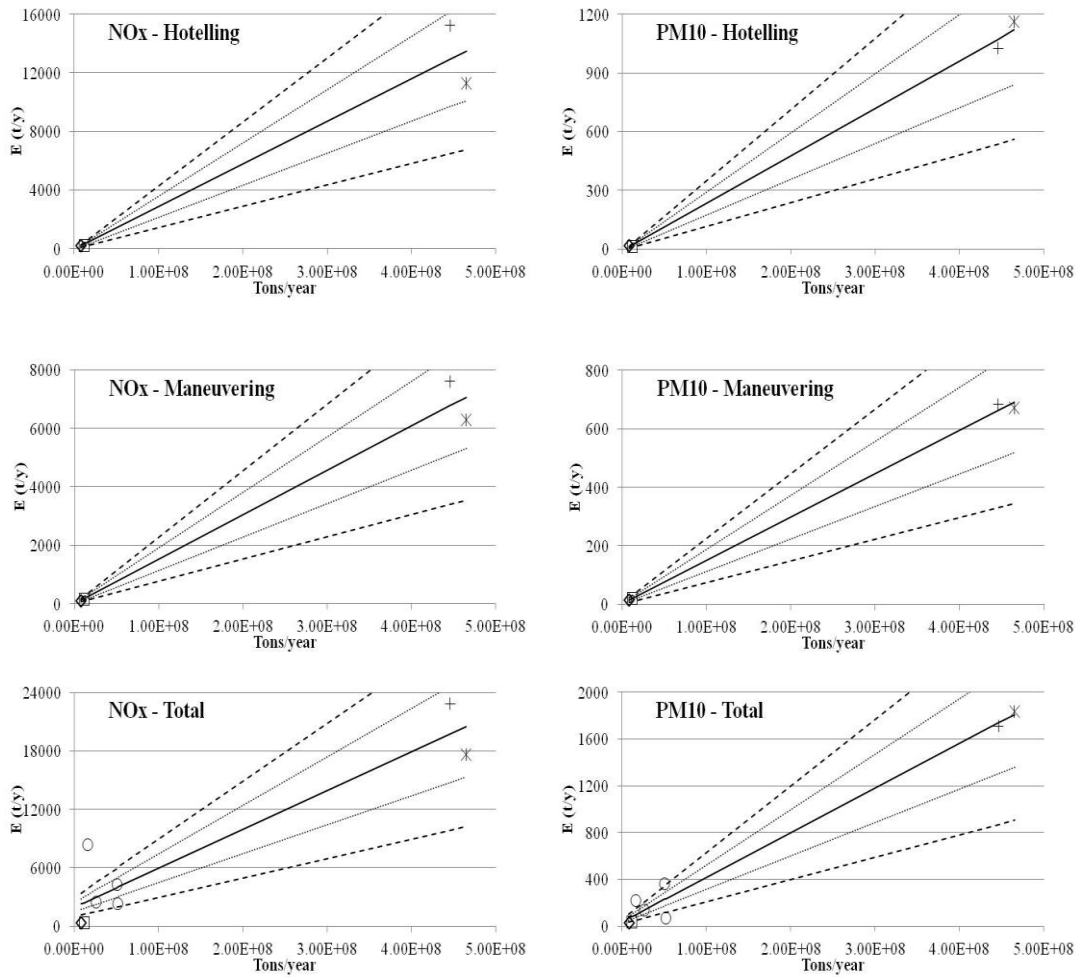 NOx - Hotelling
E (t/y)
16000
12000
8000
4000
0
0.00E+00 1.00E+08 2.00E+08 3.00E+08 4.00E+08 5.00E+08
Tons/year
PM10 - Hotelling
E (t/y)
1200
900
600
300
0
0.00E+00 1.00E+08 2.00E+08 3.00E+08 4.00E+08 5.00E+08
Tons/year
NOx - Maneuvering
E (t/y)
8000
6000
4000
2000
0
0.00E+00 1.00E+08 2.00E+08 3.00E+08 4.00E+08 5.00E+08
Tons/year
PM10 - Maneuvering
E (t/y)
800
600
400
200
0
0.00E+00 1.00E+08 2.00E+08 3.00E+08 4.00E+08 5.00E+08
Tons/year
NOx - Total
E (t/y)
24000
18000
12000
6000
0
0.00E+00 1.00E+08 2.00E+08 3.00E+08 4.00E+08 5.00E+08
Tons/year
PM10 - Total
E (t/y)
2000
1600
1200
800
400
0
0.00E+00 1.00E+08 2.00E+08 3.00E+08 4.00E+08 5.00E+08
Tons/year